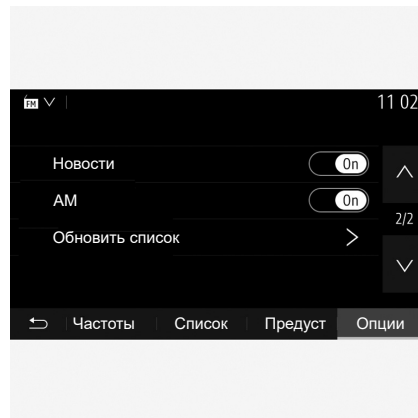 FM 11 02
Новости On
AM On
Обновить список
2/2
Частоты Список Предуст Опции